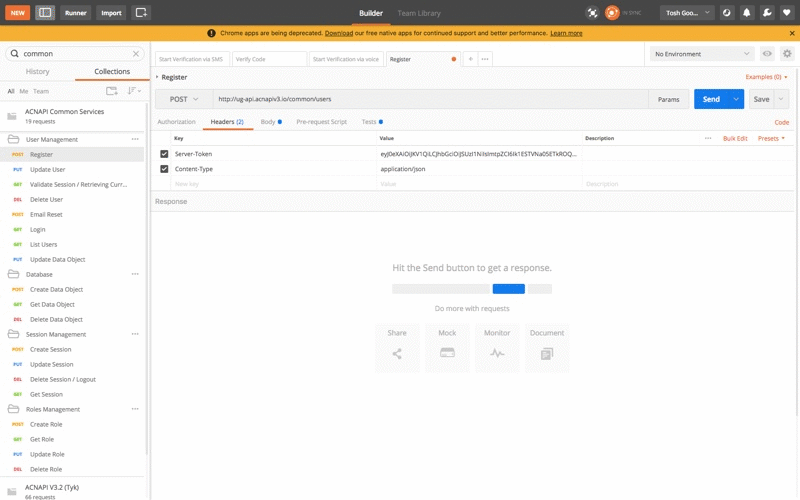 NEW
Runner
Import
Builder
Team Library
IN SYNC
Tosh Goo...
Chrome apps are being deprecated. Download our free native apps for continued support and better performance. Learn more
common
History
Collections
All Me Team
ACNAPI Common Services
19 requests
User Management
POST Register
PUT Update User
GET Validate Session / Retrieving Curr...
DEL Delete User
POST Email Reset
GET Login
GET List Users
PUT Update Data Object
Database
POST Create Data Object
GET Get Data Object
DEL Delete Data Object
Session Management
POST Create Session
PUT Update Session
DEL Delete Session / Logout
GET Get Session
Roles Management
POST Create Role
GET Get Role
PUT Update Role
DEL Delete Role
ACNAPI V3.2 (Tyk)
66 requests
Start Verification via SMS
Verify Code
Start Verification via voice
Register
No Environment
Register
Examples (0)
POST
http://ug-api.acnapiv3.io/common/users
Params
Send
Save
Authorization
Headers (2)
Body
Pre-request Script
Tests
Code
Key
Value
Description
Bulk Edit
Presets
Server-Token
Content-Type
application/json
New Key
Value
Description
Response
Hit the Send button to get a response.
Do more with requests
Share
Mock
Monitor
Document